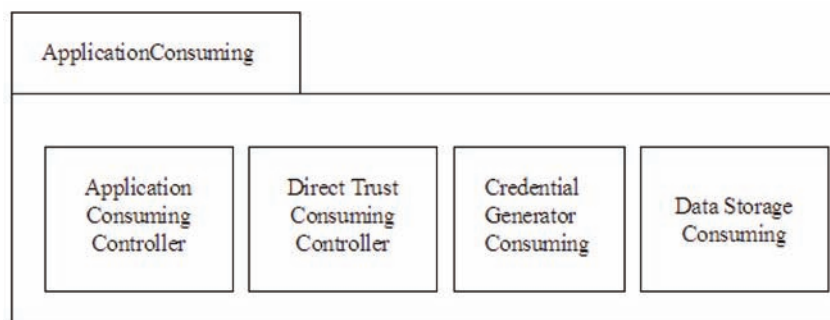 ApplicationConsuming
Application
Consuming
Controller
Direct Trust
Consuming
Controller
Credential
Generator
Consuming
Data Storage
Consuming